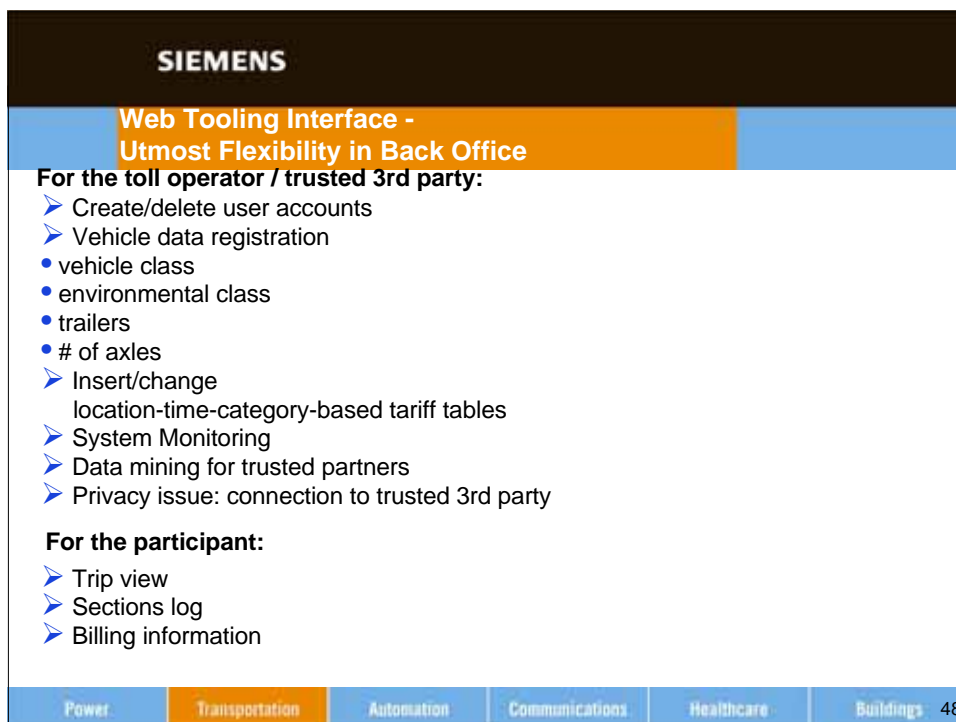 SIEMENS
Web Tooling Interface -
Utmost Flexibility in Back Office
For the toll operator / trusted 3rd party:
➢ Create/delete user accounts
➢ Vehicle data registration
• vehicle class
• environmental class
• trailers
• # of axles
➢ Insert/change
location-time-category-based tariff tables
➢ System Monitoring
➢ Data mining for trusted partners
➢ Privacy issue: connection to trusted 3rd party
For the participant:
➢ Trip view
➢ Sections log
➢ Billing information
Power Transportation Automation Communications Healthcare Buildings 48